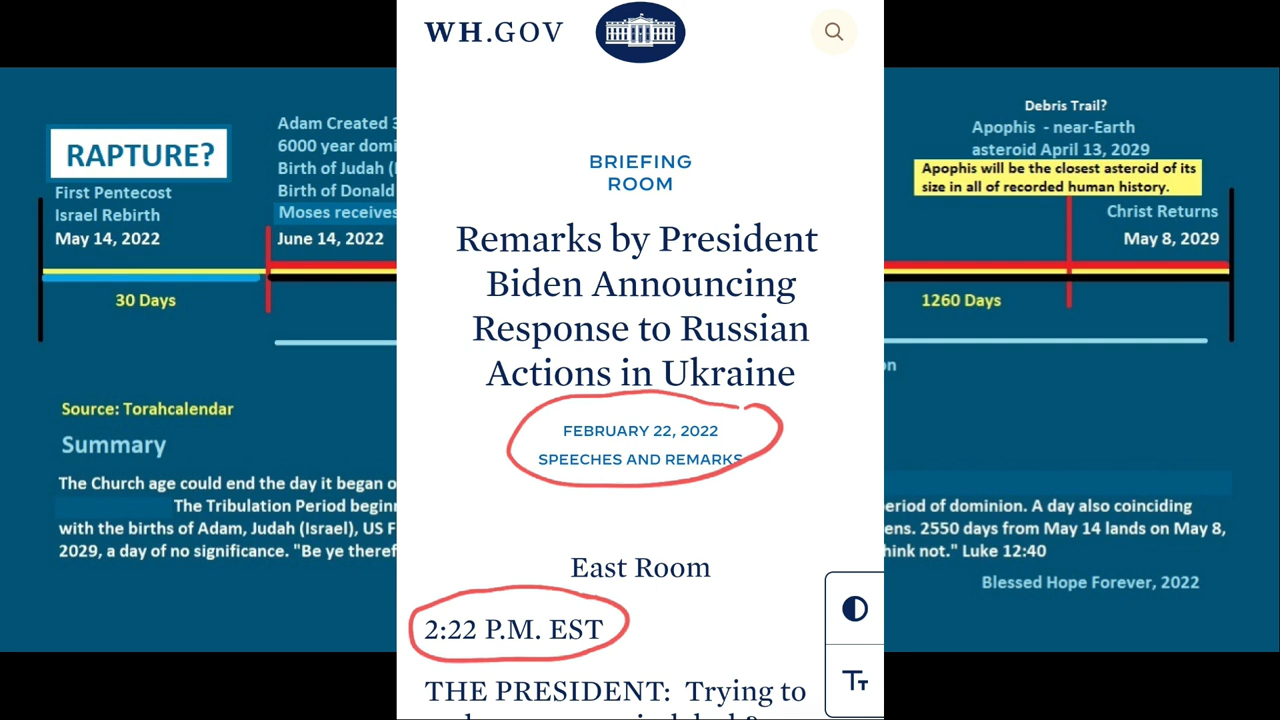 WH.GOV
BRIEFING
ROOM
Remarks by President
Biden Announcing
Response to Russian
Actions in Ukraine
FEBRUARY 22, 2022
SPEECHES AND REMARKS
East Room
2:22 P.M. EST
THE PRESIDENT: Trying to
RAPTURE?
First Pentecost
Israel Rebirth
May 14, 2022
30 Days
Adam Created
6000 year domi
Birth of Judah (
Birth of Donald
Moses receives
June 14, 2022
Source: Torahcalendar
Summary
The Church age could end the day it began o
The Tribulation Period beginn
with the births of Adam, Judah (Israel), US F
2029, a day of no significance. "Be ye theref
Debris Trail?
Apophis - near-Earth
asteroid April 13, 2029
Apophis will be the closest asteroid of its
size in all of recorded human history.
Christ Returns
May 8, 2029
1260 Days
on
eriod of dominion. A day also coinciding
ens. 2550 days from May 14 lands on May 8,
hink not." Luke 12:40
Blessed Hope Forever, 2022
TT